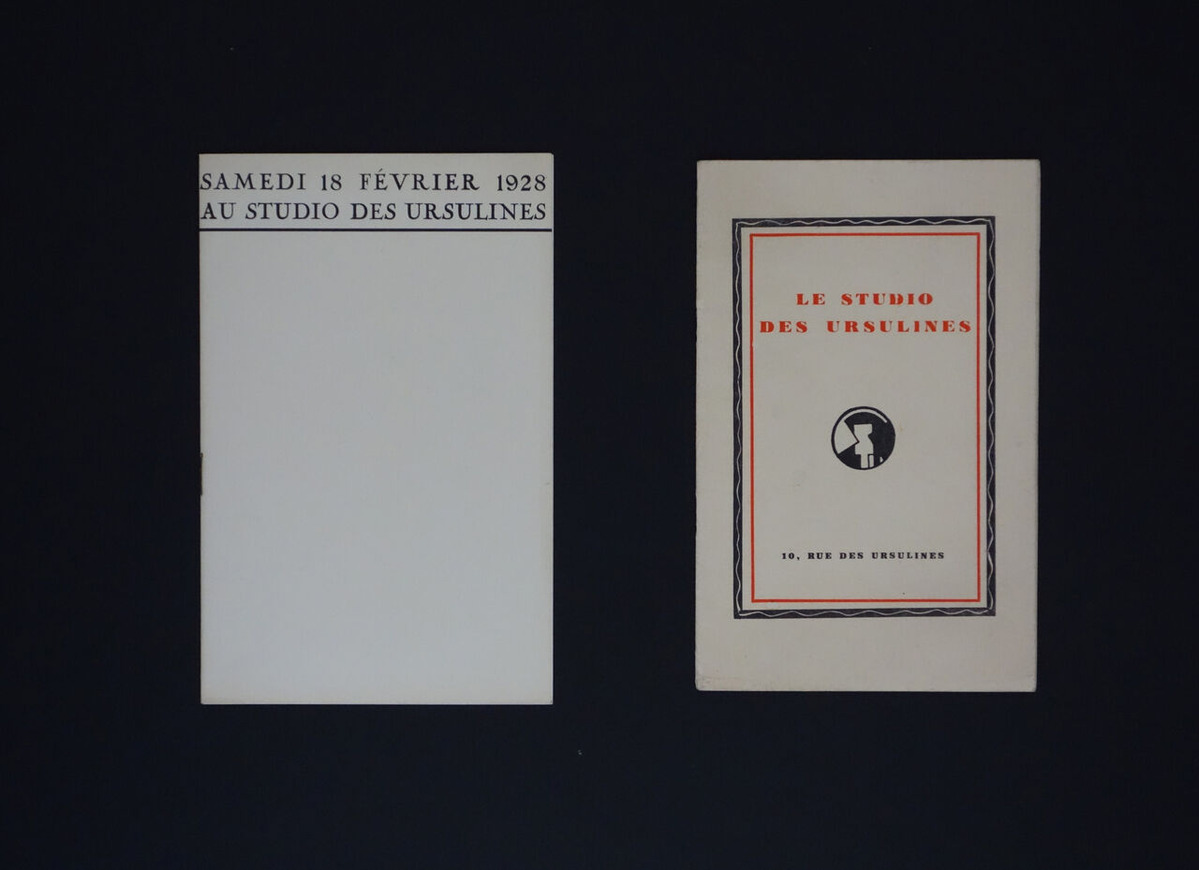 SAMEDI 18 FÉVRIER 1928
AU STUDIO DES URSULINES
LE STUDIO
DES URSULINES
10, RUE DES URSULINES